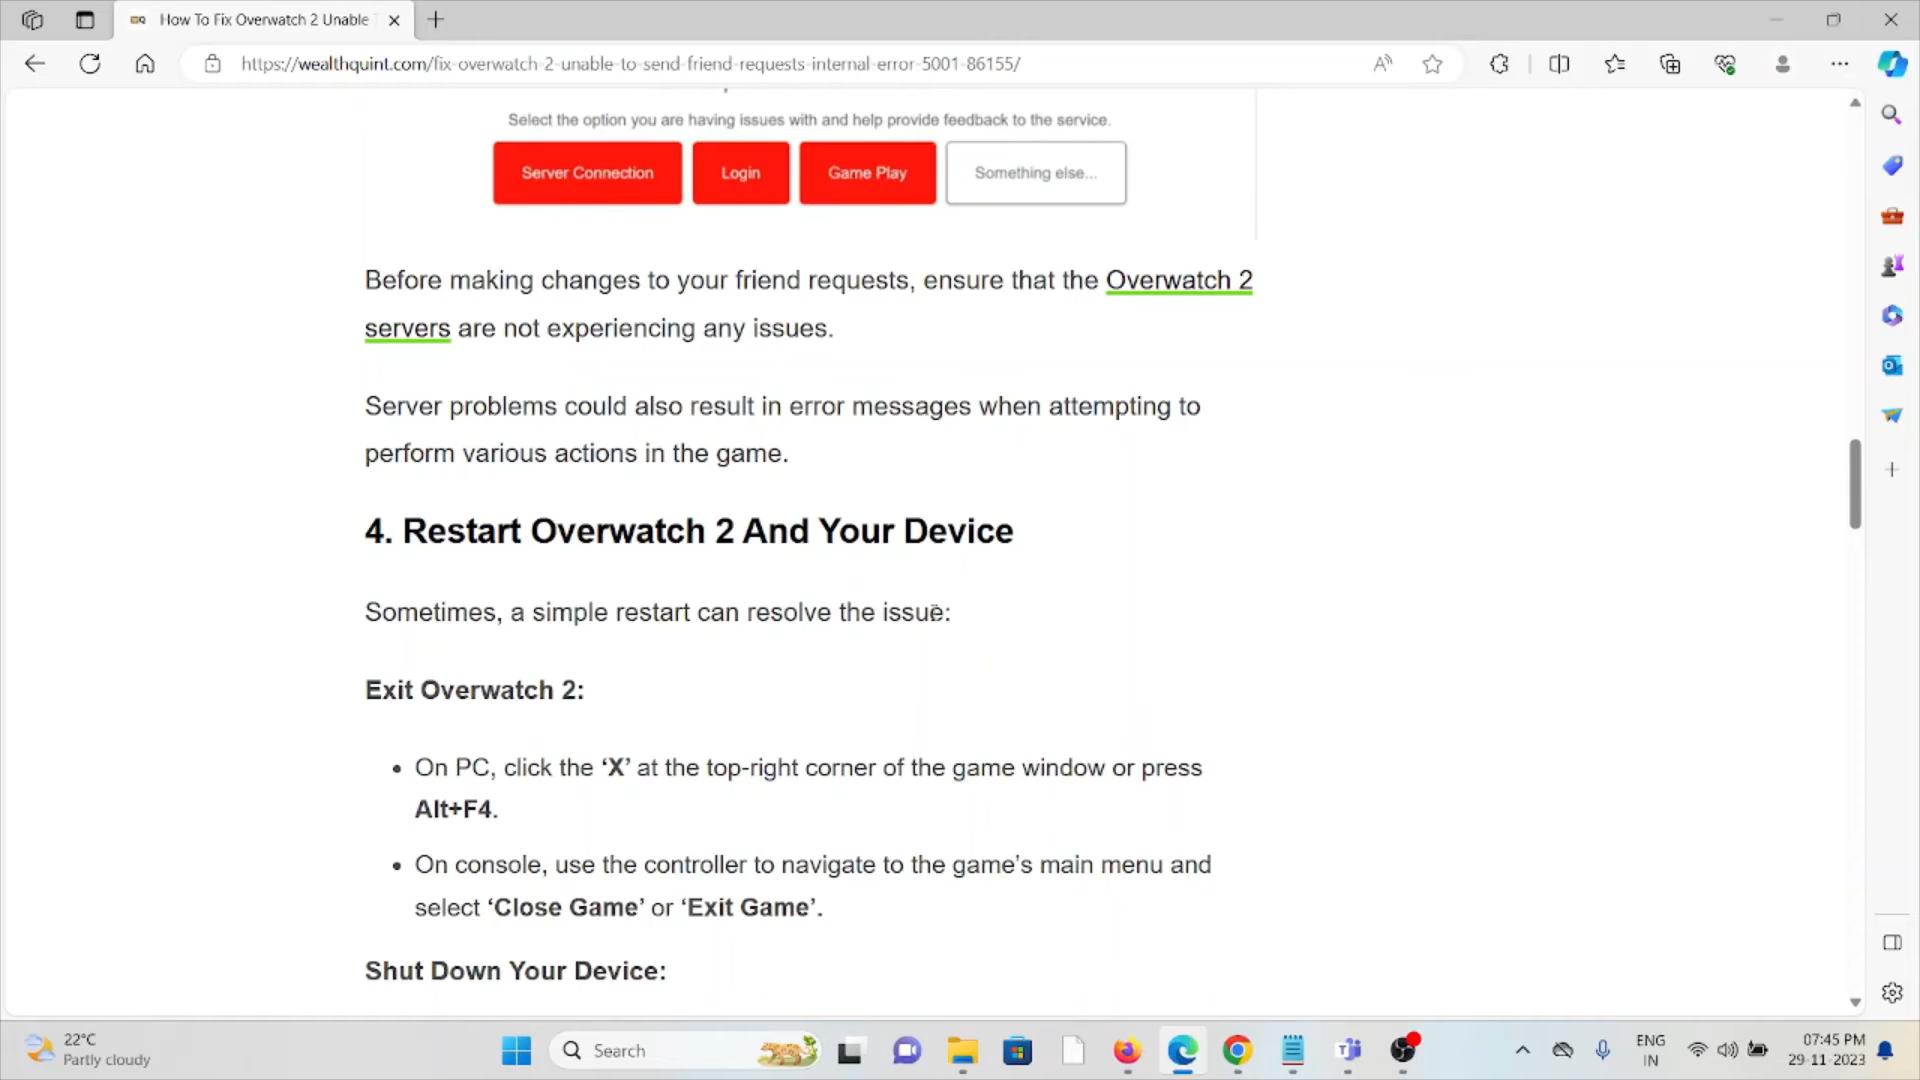 How To Fix Overwatch 2 Unable
https://wealthquint.com/fix-overwatch-2-unable-to-send-friend-requests-internal-error-5001-86155/
Select the option you are having issues with and help provide feedback to the service.
Server Connection
Login
Game Play
Something else...
Before making changes to your friend requests, ensure that the Overwatch 2
servers are not experiencing any issues.
Server problems could also result in error messages when attempting to
perform various actions in the game.
4. Restart Overwatch 2 And Your Device
Sometimes, a simple restart can resolve the issue:
Exit Overwatch 2:
• On PC, click the ‘X’ at the top-right corner of the game window or press
Alt+F4.
• On console, use the controller to navigate to the game’s main menu and
select ‘Close Game’ or ‘Exit Game’.
Shut Down Your Device:
22°C
Partly cloudy
Search
ENG
IN
07:45 PM
29-11-2023